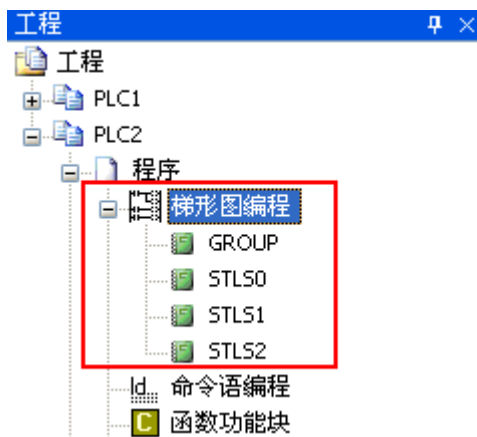 工程
工程
PLC1
PLC2
程序
梯形图编程
GROUP
STLS0
STLS1
STLS2
ld... 命令语编程
C 函数功能块